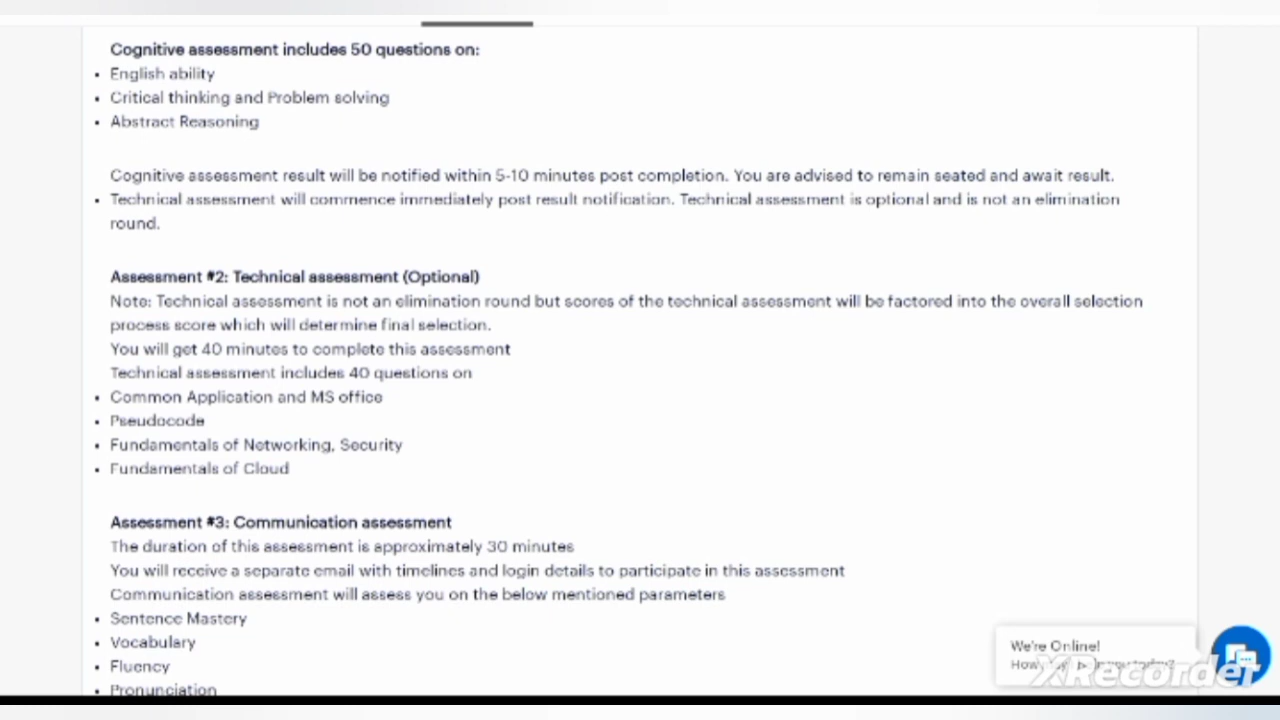 Cognitive assessment includes 50 questions on:
• English ability
• Critical thinking and Problem solving
• Abstract Reasoning
Cognitive assessment result will be notified within 5-10 minutes post completion. You are advised to remain seated and await result.
• Technical assessment will commence immediately post result notification. Technical assessment is optional and is not an elimination
round.
Assessment #2: Technical assessment (Optional)
Note: Technical assessment is not an elimination round but scores of the technical assessment will be factored into the overall selection
process score which will determine final selection.
You will get 40 minutes to complete this assessment
Technical assessment includes 40 questions on
• Common Application and MS office
• Pseudocode
• Fundamentals of Networking, Security
• Fundamentals of Cloud
Assessment #3: Communication assessment
The duration of this assessment is approximately 30 minutes
You will receive a separate email with timelines and login details to participate in this assessment
Communication assessment will assess you on the below mentioned parameters
• Sentence Mastery
• Vocabulary
• Fluency
• Pronunciation
We're Online!
How you today?
XRecorder